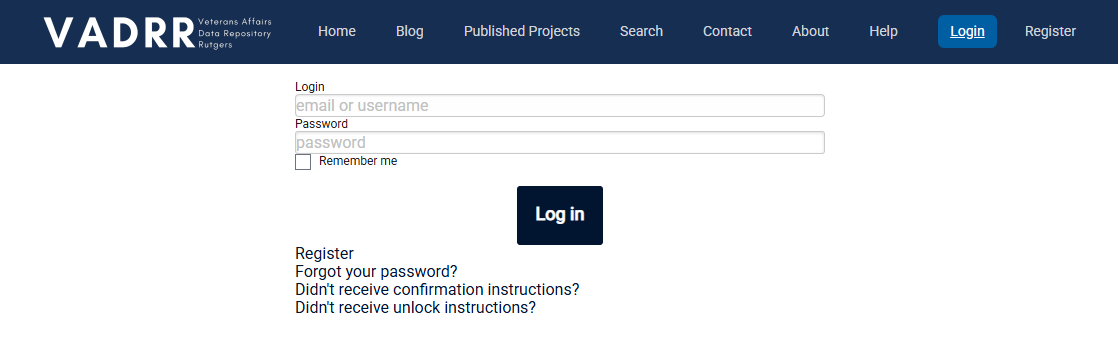 VADRR Veterans Affairs
Data Repository
Rutgers
Home Blog Published Projects Search Contact About Help Login Register
Login
email or username
Password
password
Remember me
Log in
Register
Forgot your password?
Didn't receive confirmation instructions?
Didn't receive unlock instructions?